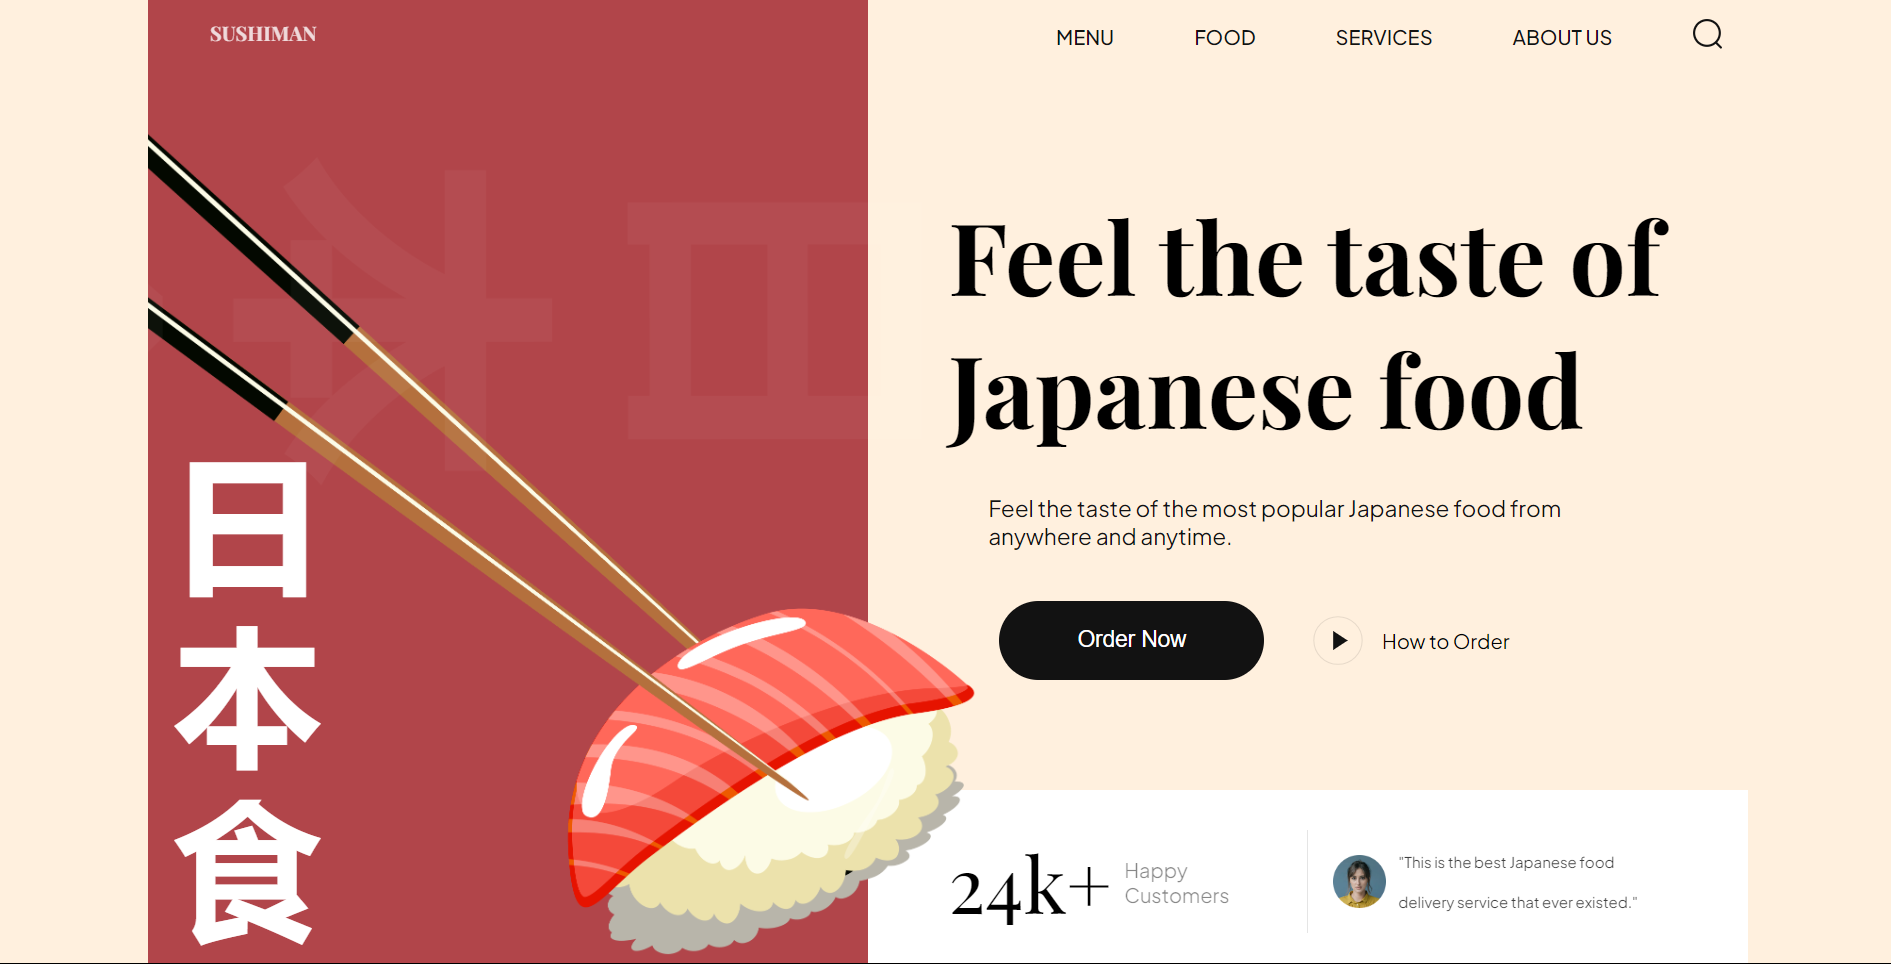 SUSHIMAN
MENU
FOOD
SERVICES
ABOUT US
日
本
食
Feel the taste of
Japanese food
Feel the taste of the most popular Japanese food from
anywhere and anytime.
Order Now
How to Order
24k+
Happy
Customers
"This is the best Japanese food
delivery service that ever existed."